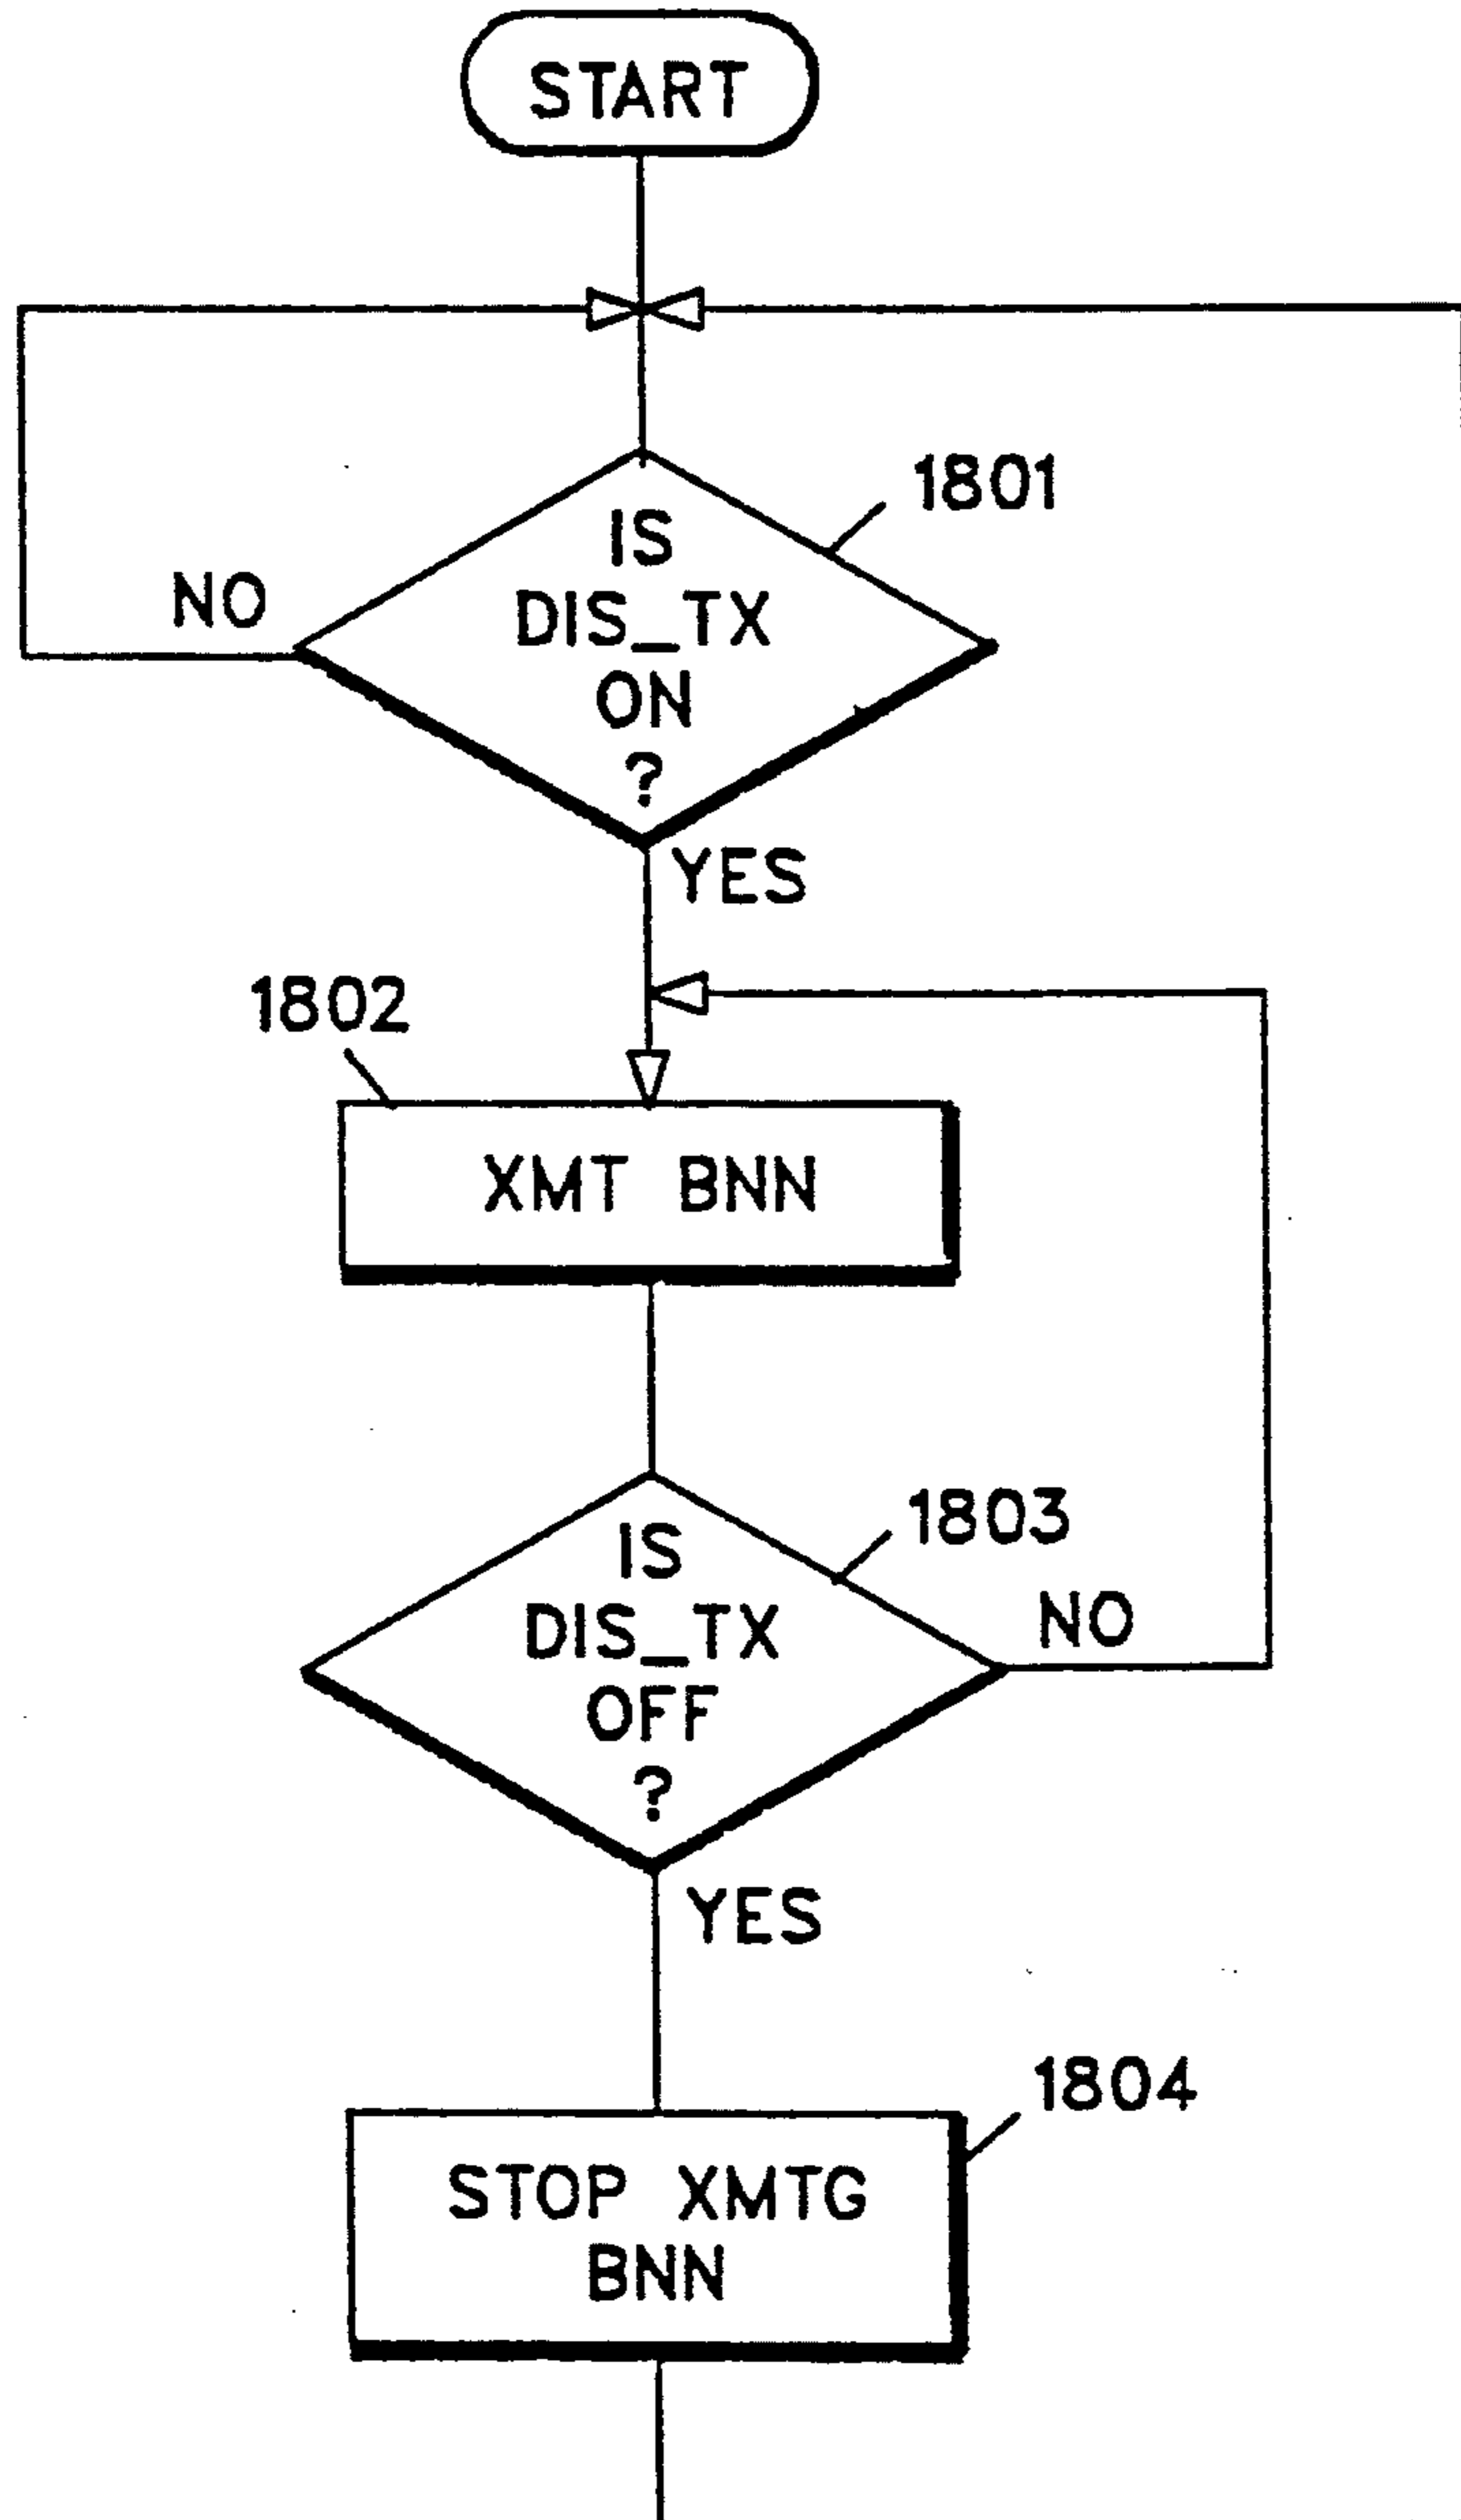 START
1801
IS
DIS_TX
ON
?
NO
YES
1802
XMT BNN
1803
IS
DIS_TX
OFF
?
NO
YES
1804
STOP XMTG
BNN